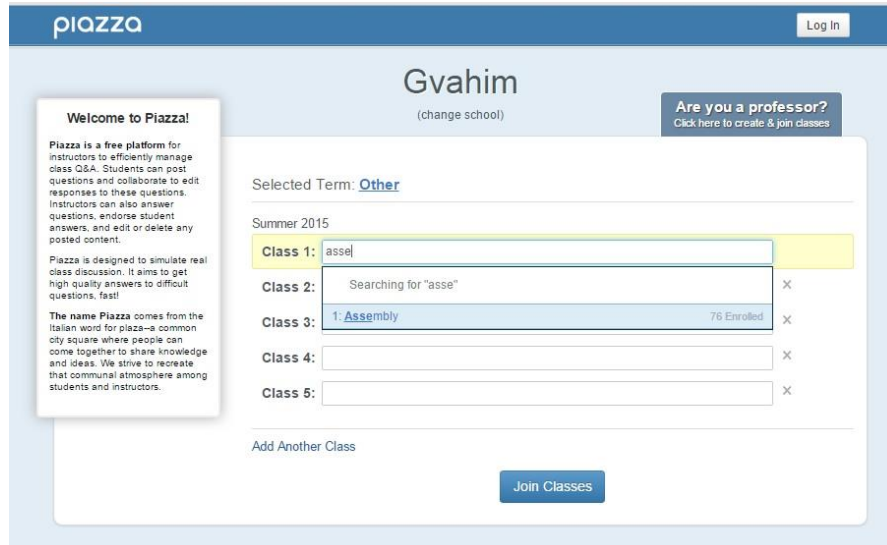 piazza
Log In
Gvahim
(change school)
Are you a professor?
Click here to create & join classes
Welcome to Piazza!
Piazza is a free platform for
instructors to efficiently manage
class Q&A. Students can post
questions and collaborate to edit
responses to these questions.
Instructors can also answer
questions, endorse student
answers, and edit or delete any
posted content.
Piazza is designed to simulate real
class discussion. It aims to get
high quality answers to difficult
questions, fast!
The name Piazza comes from the
Italian word for plaza--a common
city square where people can
come together to share knowledge
and ideas. We strive to recreate
that communal atmosphere among
students and instructors.
Selected Term: Other
Summer 2015
Class 1: asse
Searching for "asse"
Class 2:
1: Assembly 76 Enrolled
Class 3:
Class 4:
Class 5:
Add Another Class
Join Classes